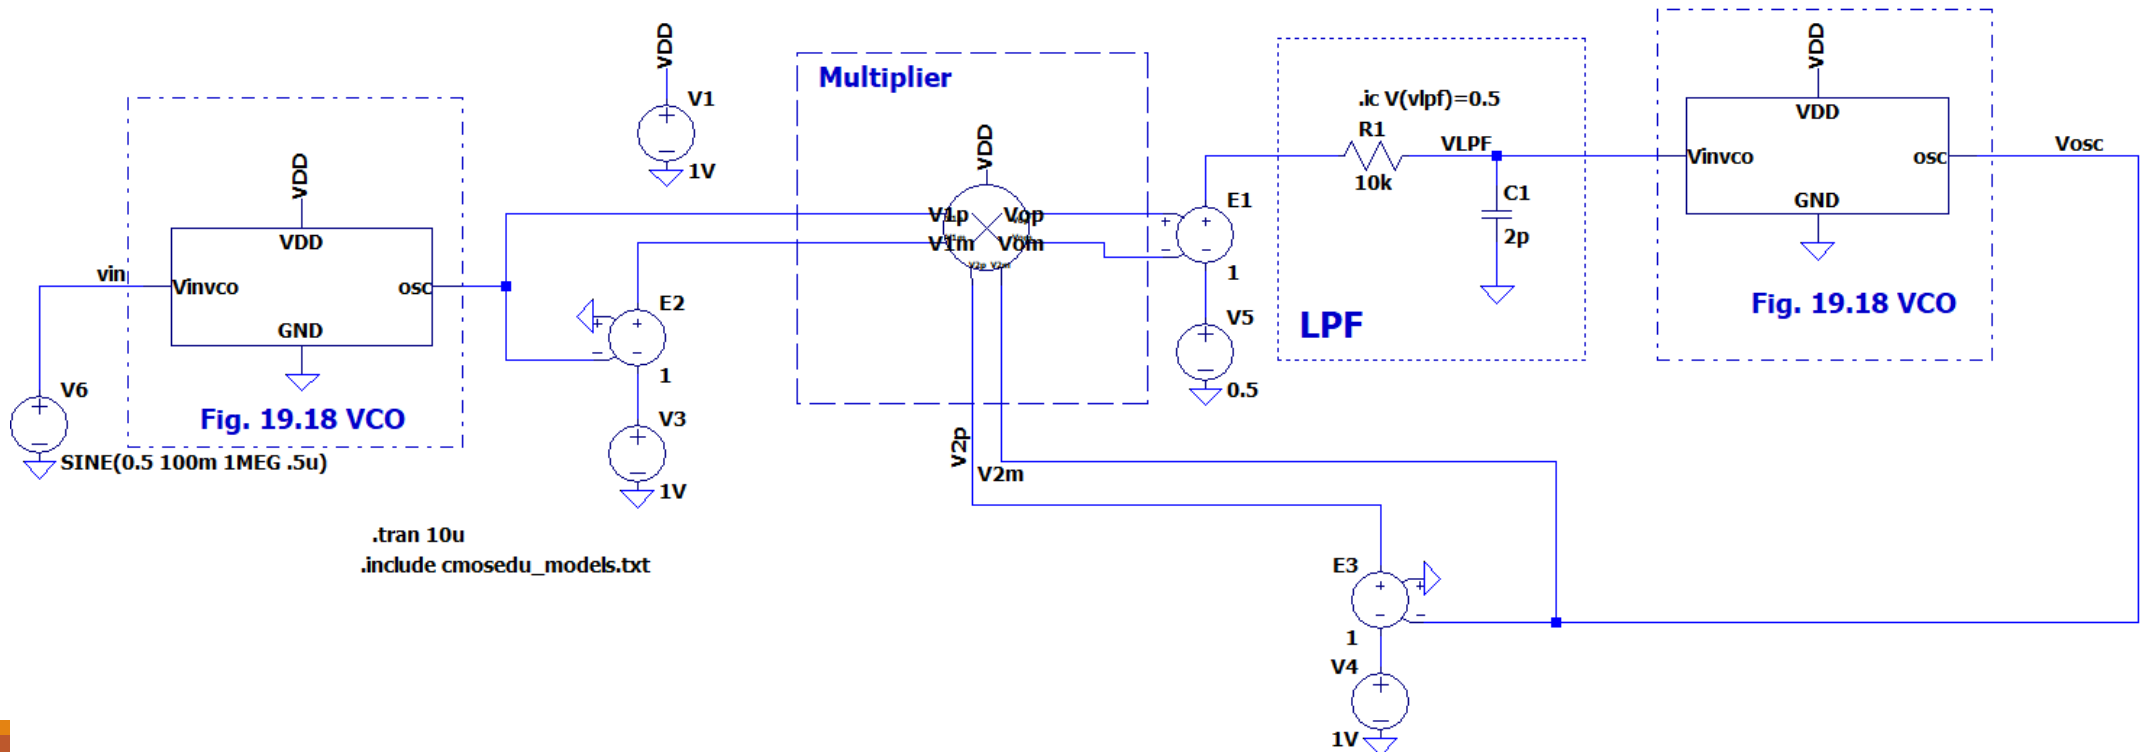 VDD
V1
1V
Multiplier
VDD
V1p
Vop
V1m
Vom
V2p
V2m
E1
1
V5
0.5
.ic V(vlpf)=0.5
R1
10k
VLPF
C1
2p
LPF
VDD
VDD
Vinvco
osc
GND
Vosc
Fig. 19.18 VCO
VDD
VDD
vin
Vinvco
osc
GND
Fig. 19.18 VCO
V6
SINE(0.5 100m 1MEG .5u)
E2
1
V3
1V
V2p
V2m
.tran 10u
.include cmosedu_models.txt
E3
1
V4
1V